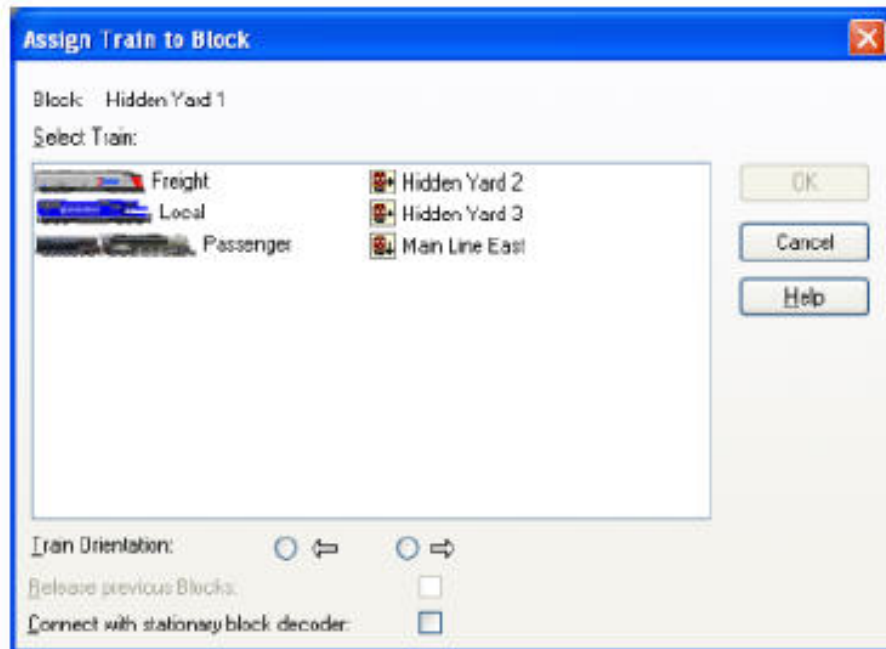 Assign Train to Block
Block: Hidden Yard 1
Select Train:
Freight Hidden Yard 2
Local Hidden Yard 3
Passenger Main Line East
OK
Cancel
Help
Train Orientation:
Release previous Blocks:
Connect with stationary block decoder: